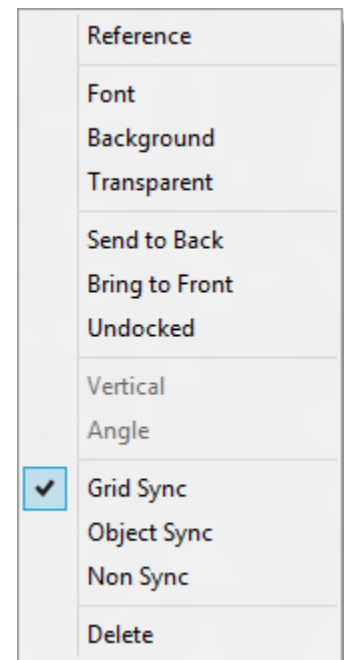 Reference
Font
Background
Transparent
Send to Back
Bring to Front
Undocked
Vertical
Angle
Grid Sync
Object Sync
Non Sync
Delete